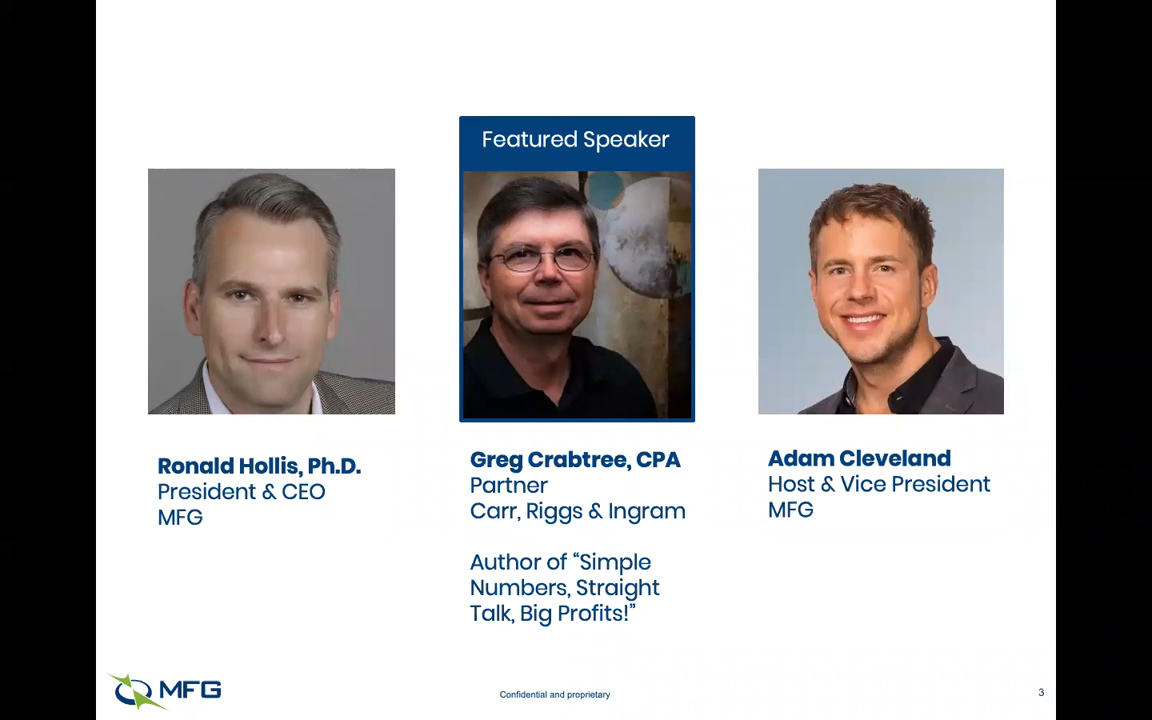 Featured Speaker
Ronald Hollis, Ph.D.
President & CEO
MFG
Greg Crabtree, CPA
Partner
Carr, Riggs & Ingram
Author of “Simple
Numbers, Straight
Talk, Big Profits!”
Adam Cleveland
Host & Vice President
MFG
MFG
Confidential and proprietary
3